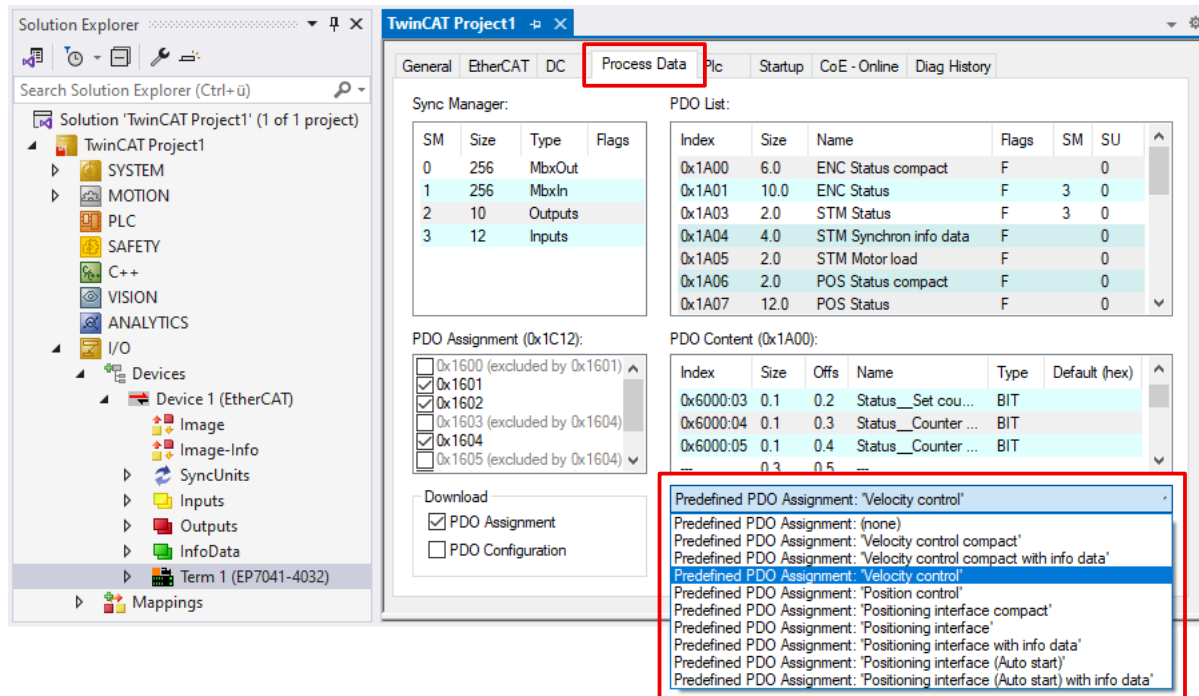 Solution Explorer
Search Solution Explorer (Ctrl+ü)
Solution 'TwinCAT Project1' (1 of 1 project)
TwinCAT Project1
SYSTEM
MOTION
PLC
SAFETY
C++
VISION
ANALYTICS
I/O
Devices
Device 1 (EtherCAT)
Image
Image-Info
SyncUnits
Inputs
Outputs
InfoData
Term 1 (EP7041-4032)
Mappings
TwinCAT Project1
General EtherCAT DC Process Data Plc Startup CoE - Online Diag History
Sync Manager:
SM Size Type Flags
0 256 MbxOut
1 256 MbxIn
2 10 Outputs
3 12 Inputs
PDO List:
Index Size Name Flags SM SU
0x1A00 6.0 ENC Status compact F 0
0x1A01 10.0 ENC Status F 3 0
0x1A03 2.0 STM Status F 3 0
0x1A04 4.0 STM Synchron info data F 0
0x1A05 2.0 STM Motor load F 0
0x1A06 2.0 POS Status compact F 0
0x1A07 12.0 POS Status F 0
PDO Assignment (0x1C12):
0x1600 (excluded by 0x1601)
0x1601
0x1602
0x1603 (excluded by 0x1604)
0x1604
0x1605 (excluded by 0x1604)
PDO Content (0x1A00):
Index Size Offs Name Type Default (hex)
0x6000:03 0.1 0.2 Status__Set cou... BIT
0x6000:04 0.1 0.3 Status__Counter ... BIT
0x6000:05 0.1 0.4 Status__Counter ... BIT
--- 0.3 0.5 ---
Download
PDO Assignment
PDO Configuration
Predefined PDO Assignment: 'Velocity control'
Predefined PDO Assignment: (none)
Predefined PDO Assignment: 'Velocity control compact'
Predefined PDO Assignment: 'Velocity control compact with info data'
Predefined PDO Assignment: 'Velocity control'
Predefined PDO Assignment: 'Position control'
Predefined PDO Assignment: 'Positioning interface compact'
Predefined PDO Assignment: 'Positioning interface'
Predefined PDO Assignment: 'Positioning interface with info data'
Predefined PDO Assignment: 'Positioning interface (Auto start)'
Predefined PDO Assignment: 'Positioning interface (Auto start) with info data'